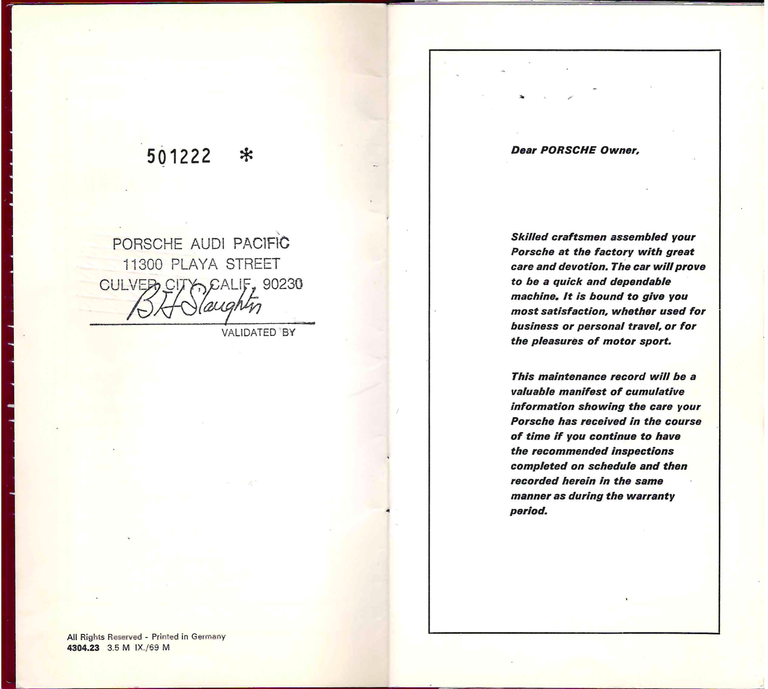 501222 *
PORSCHE AUDI PACIFIC
11300 PLAYA STREET
CULVER CITY, CALIF. 90230
B H Slaughter
VALIDATED BY
All Rights Reserved - Printed in Germany
4304.23 3.5 M IX./69 M
Dear PORSCHE Owner,
Skilled craftsmen assembled your
Porsche at the factory with great
care and devotion. The car will prove
to be a quick and dependable
machine. It is bound to give you
most satisfaction, whether used for
business or personal travel, or for
the pleasures of motor sport.
This maintenance record will be a
valuable manifest of cumulative
information showing the care your
Porsche has received in the course
of time if you continue to have
the recommended inspections
completed on schedule and then
recorded herein in the same
manner as during the warranty
period.